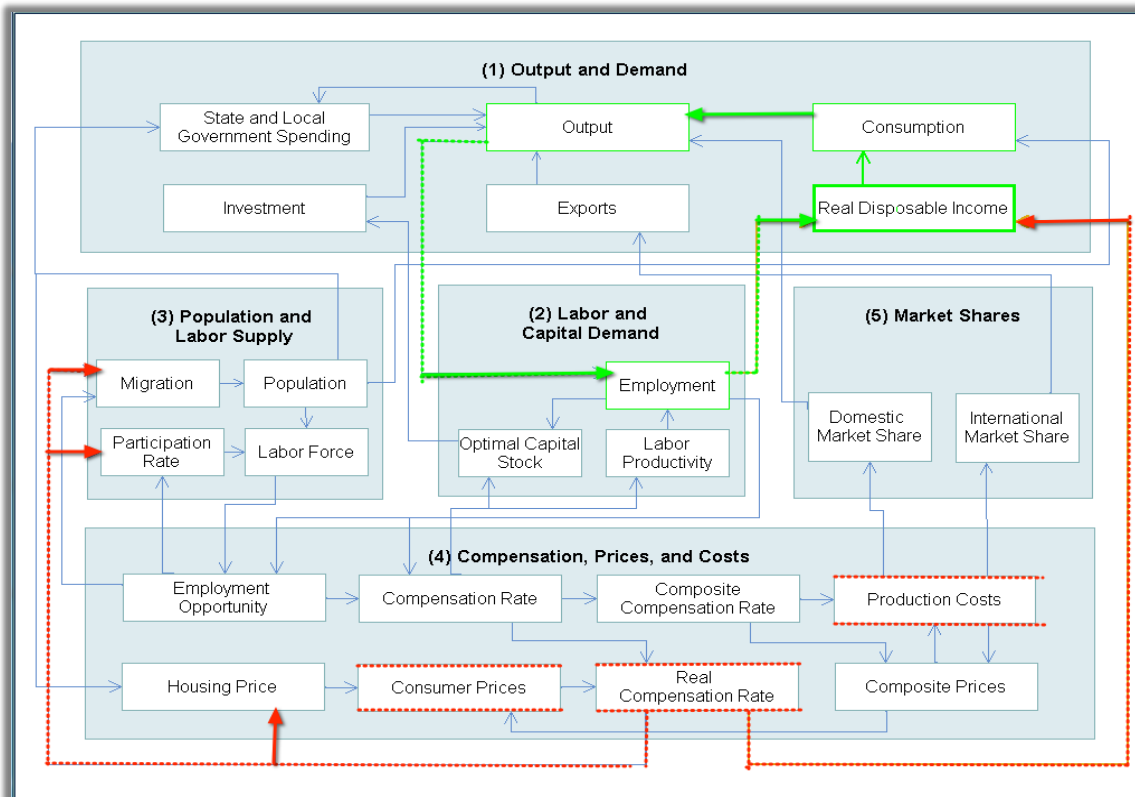 (1) Output and Demand
State and Local
Government Spending
Output
Consumption
Investment
Exports
Real Disposable Income
(3) Population and
Labor Supply
Migration
Population
Participation
Rate
Labor Force
(2) Labor and
Capital Demand
Employment
Optimal Capital
Stock
Labor
Productivity
(5) Market Shares
Domestic
Market Share
International
Market Share
(4) Compensation, Prices, and Costs
Employment
Opportunity
Compensation Rate
Composite
Compensation Rate
Production Costs
Housing Price
Consumer Prices
Real
Compensation Rate
Composite Prices